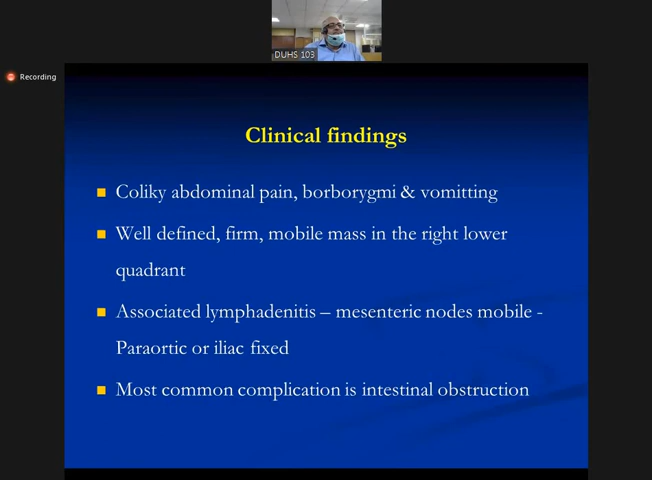 DUHS 103
Recording
Clinical findings
Coliky abdominal pain, borborygmi & vomitting
Well defined, firm, mobile mass in the right lower
quadrant
Associated lymphadenitis – mesenteric nodes mobile -
Paraortic or iliac fixed
Most common complication is intestinal obstruction